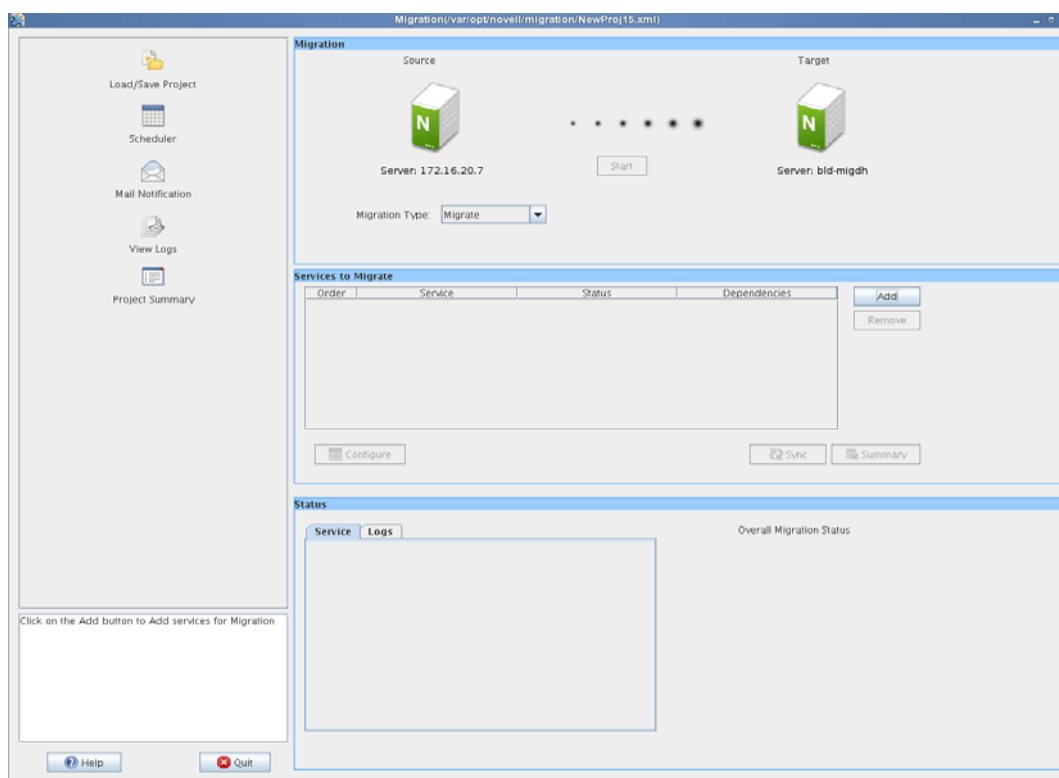 Migration(/var/opt/novell/migration/NewProj15.xml)
Load/Save Project
Scheduler
Mail Notification
View Logs
Project Summary
Click on the Add button to Add services for Migration
Help
Quit
Migration
Source
Target
N
N
Server: 172.16.20.7
Start
Server: bld-migdh
Migration Type: Migrate
Services to Migrate
Order Service Status Dependencies
Add
Remove
Configure
Sync
Summary
Status
Service Logs
Overall Migration Status